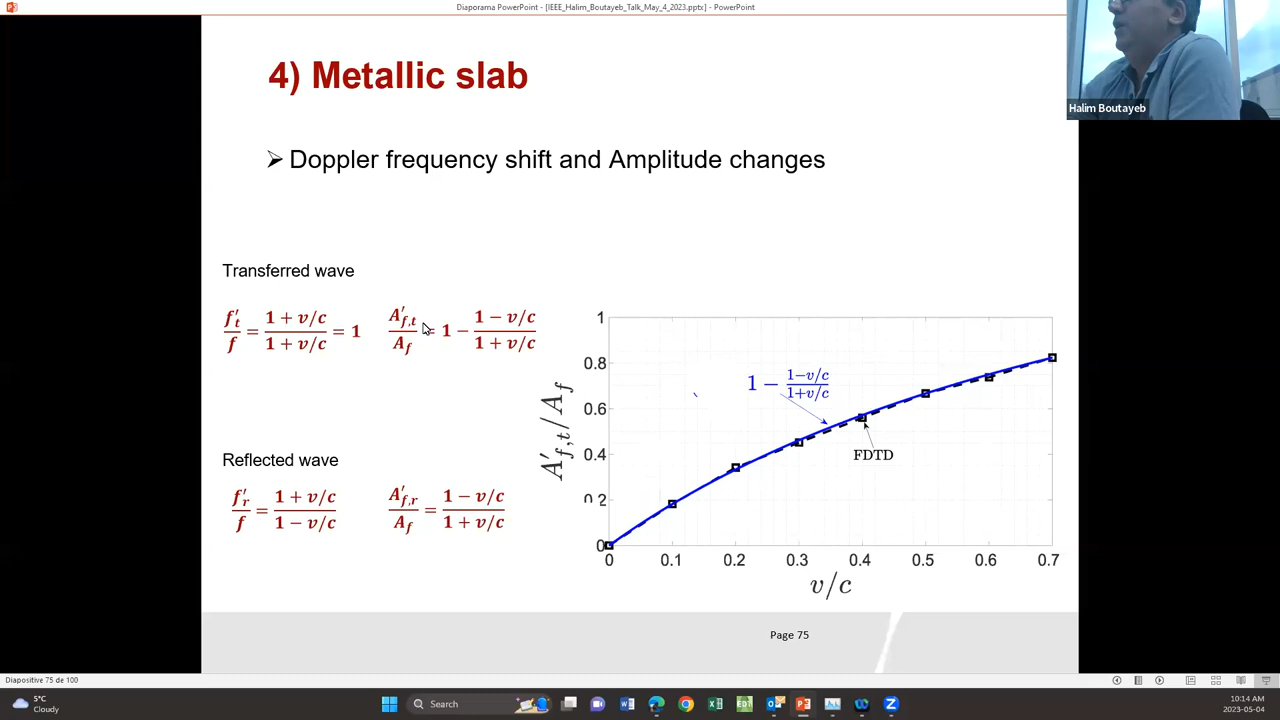 Diaporama PowerPoint - [IEEE_Halim_Boutayeb_Talk_May_4_2023.pptx] - PowerPoint
Halim Boutayeb
4) Metallic slab
➢ Doppler frequency shift and Amplitude changes
Transferred wave
f't/f = (1 + v/c)/(1 + v/c) = 1    A'f,t/Af = 1 − (1 − v/c)/(1 + v/c)
Reflected wave
f'r/f = (1 + v/c)/(1 − v/c)    A'f,r/Af = (1 − v/c)/(1 + v/c)
A'f,t/Af
1
0.8
0.6
0.4
0.2
0
1 − (1−v/c)/(1+v/c)
FDTD
0 0.1 0.2 0.3 0.4 0.5 0.6 0.7
v/c
Page 75
Diapositive 75 de 100
5°C
Cloudy
Search
EDT
10:14 AM
2023-05-04